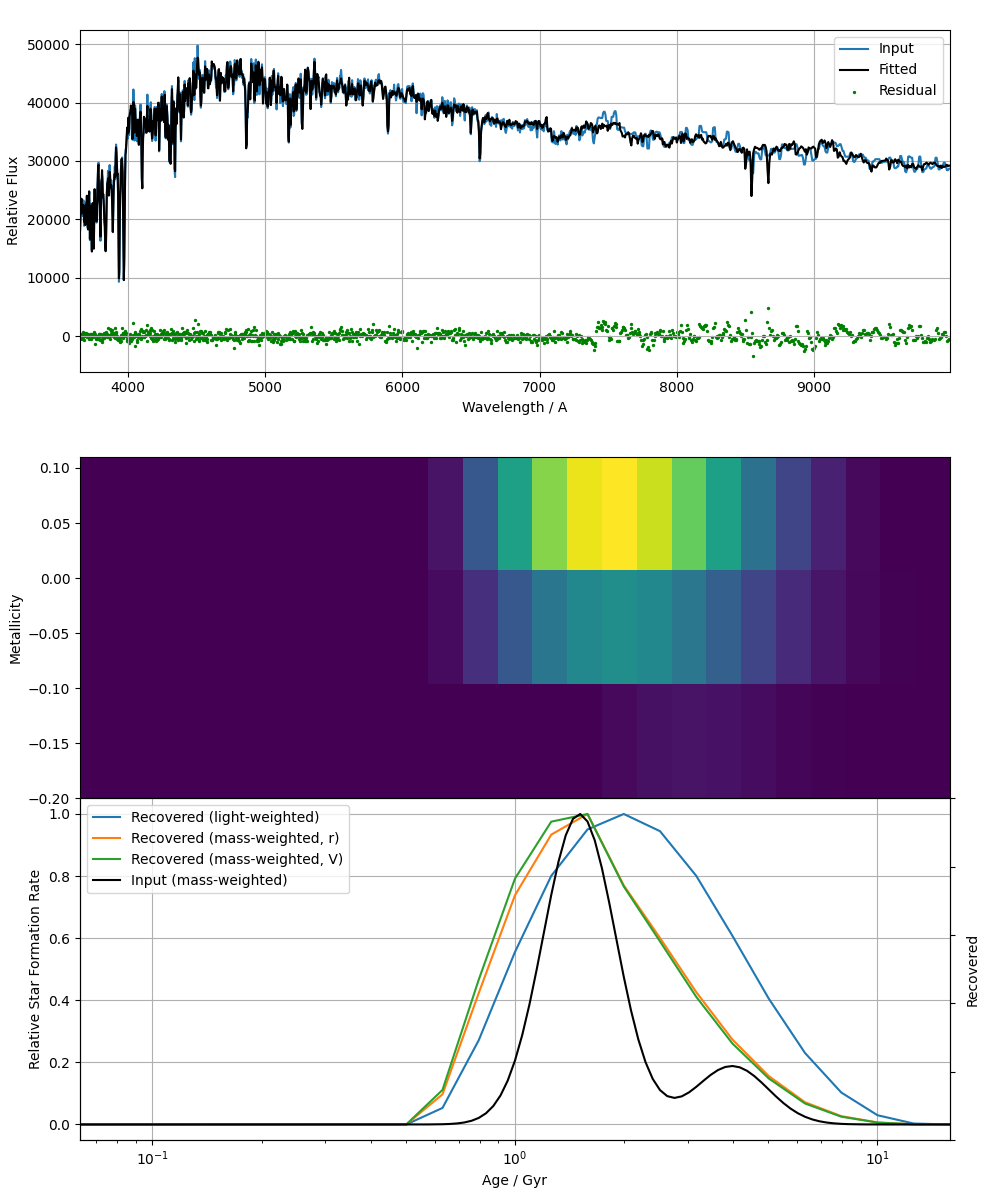 50000
40000
30000
20000
10000
0
Relative Flux
Input
Fitted
Residual
4000
5000
6000
7000
8000
9000
Wavelength / A
0.10
0.05
0.00
−0.05
−0.10
−0.15
−0.20
Metallicity
1.0
0.8
0.6
0.4
0.2
0.0
Relative Star Formation Rate
Recovered (light-weighted)
Recovered (mass-weighted, r)
Recovered (mass-weighted, V)
Input (mass-weighted)
Recovered
10⁻¹
10⁰
10¹
Age / Gyr